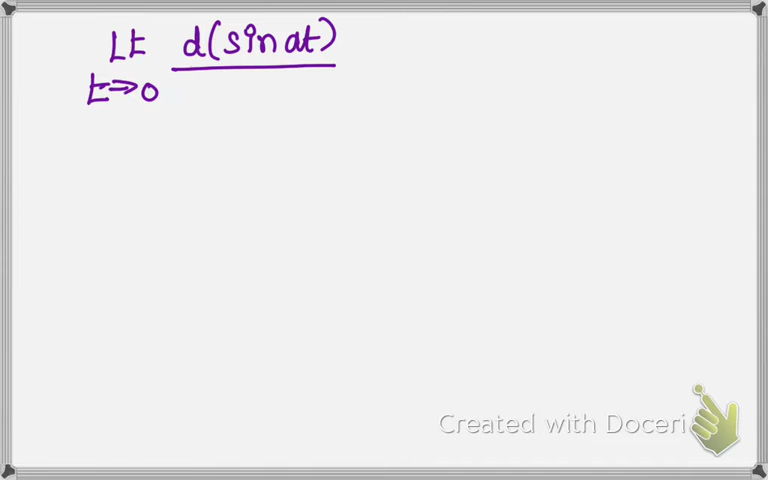 Lt d(sin at)
t→0
Created with Doceri